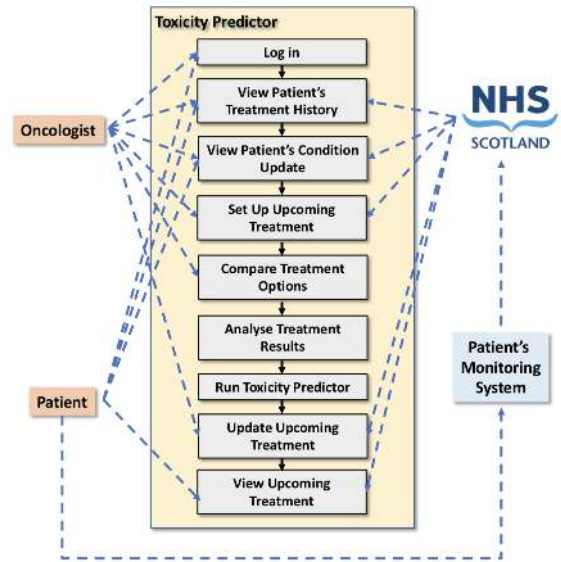 Toxicity Predictor
Log in
View Patient's
Treatment History
View Patient's Condition
Update
Set Up Upcoming
Treatment
Compare Treatment
Options
Analyse Treatment
Results
Run Toxicity Predictor
Update Upcoming
Treatment
View Upcoming
Treatment
Oncologist
Patient
NHS
SCOTLAND
Patient's
Monitoring
System